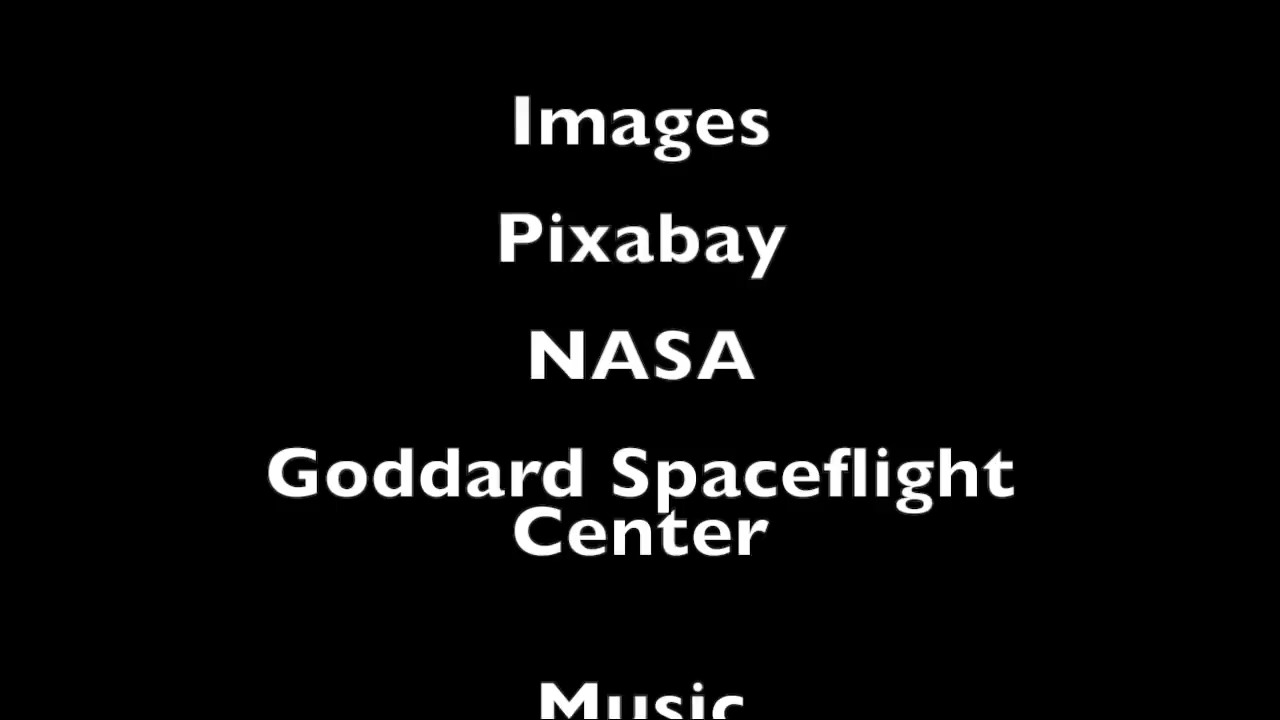 Images
Pixabay
NASA
Goddard Spaceflight
Center
Music